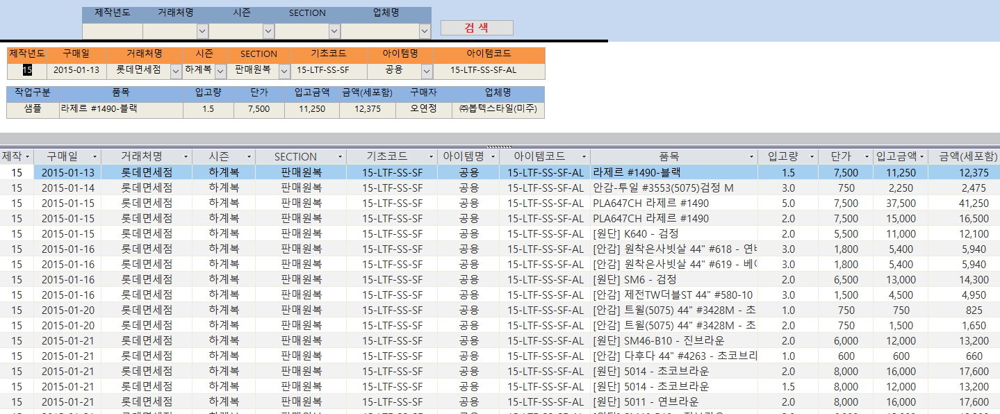 제작년도 거래처명 시즌 SECTION 업체명
검 색
제작년도 구매일 거래처명 시즌 SECTION 기초코드 아이템명 아이템코드
15 2015-01-13 롯데면세점 하계복 판매원복 15-LTF-SS-SF 공용 15-LTF-SS-SF-AL
작업구분 품목 입고량 단가 입고금액 금액(세포함) 구매자 업체명
샘플 라제르 #1490-블랙 1.5 7,500 11,250 12,375 오연정 ㈜봅텍스타일(미주)
제작 구매일 거래처명 시즌 SECTION 기초코드 아이템명 아이템코드 품목 입고량 단가 입고금액 금액(세포함)
15 2015-01-13 롯데면세점 하계복 판매원복 15-LTF-SS-SF 공용 15-LTF-SS-SF-AL 라제르 #1490-블랙 1.5 7,500 11,250 12,375
15 2015-01-14 롯데면세점 하계복 판매원복 15-LTF-SS-SF 공용 15-LTF-SS-SF-AL 안감-투일 #3553(5075)검정 M 3.0 750 2,250 2,475
15 2015-01-15 롯데면세점 하계복 판매원복 15-LTF-SS-SF 공용 15-LTF-SS-SF-AL PLA647CH 라제르 #1490 5.0 7,500 37,500 41,250
15 2015-01-15 롯데면세점 하계복 판매원복 15-LTF-SS-SF 공용 15-LTF-SS-SF-AL PLA647CH 라제르 #1490 2.0 7,500 15,000 16,500
15 2015-01-15 롯데면세점 하계복 판매원복 15-LTF-SS-SF 공용 15-LTF-SS-SF-AL [원단] K640 - 검정 2.0 5,500 11,000 12,100
15 2015-01-16 롯데면세점 하계복 판매원복 15-LTF-SS-SF 공용 15-LTF-SS-SF-AL [안감] 원착은사빗살 44" #618 - 연 3.0 1,800 5,400 5,940
15 2015-01-16 롯데면세점 하계복 판매원복 15-LTF-SS-SF 공용 15-LTF-SS-SF-AL [안감] 원착은사빗살 44" #619 - 베 3.0 1,800 5,400 5,940
15 2015-01-16 롯데면세점 하계복 판매원복 15-LTF-SS-SF 공용 15-LTF-SS-SF-AL [원단] SM6 - 검정 2.0 6,500 13,000 14,300
15 2015-01-16 롯데면세점 하계복 판매원복 15-LTF-SS-SF 공용 15-LTF-SS-SF-AL [안감] 제전TW더블ST 44" #580-10 3.0 1,500 4,500 4,950
15 2015-01-20 롯데면세점 하계복 판매원복 15-LTF-SS-SF 공용 15-LTF-SS-SF-AL [안감] 트윌(5075) 44" #3428M - 초 1.0 750 750 825
15 2015-01-20 롯데면세점 하계복 판매원복 15-LTF-SS-SF 공용 15-LTF-SS-SF-AL [안감] 트윌(5075) 44" #3428M - 초 2.0 750 1,500 1,650
15 2015-01-21 롯데면세점 하계복 판매원복 15-LTF-SS-SF 공용 15-LTF-SS-SF-AL [원단] SM46-B10 - 진브라운 2.0 6,000 12,000 13,200
15 2015-01-21 롯데면세점 하계복 판매원복 15-LTF-SS-SF 공용 15-LTF-SS-SF-AL [안감] 다후다 44" #4263 - 초코브라 1.0 600 600 660
15 2015-01-21 롯데면세점 하계복 판매원복 15-LTF-SS-SF 공용 15-LTF-SS-SF-AL [원단] 5014 - 초코브라운 2.0 8,000 16,000 17,600
15 2015-01-21 롯데면세점 하계복 판매원복 15-LTF-SS-SF 공용 15-LTF-SS-SF-AL [원단] 5014 - 초코브라운 1.5 8,000 12,000 13,200
15 2015-01-21 롯데면세점 하계복 판매원복 15-LTF-SS-SF 공용 15-LTF-SS-SF-AL [원단] 5011 - 연브라운 2.0 8,000 16,000 17,600